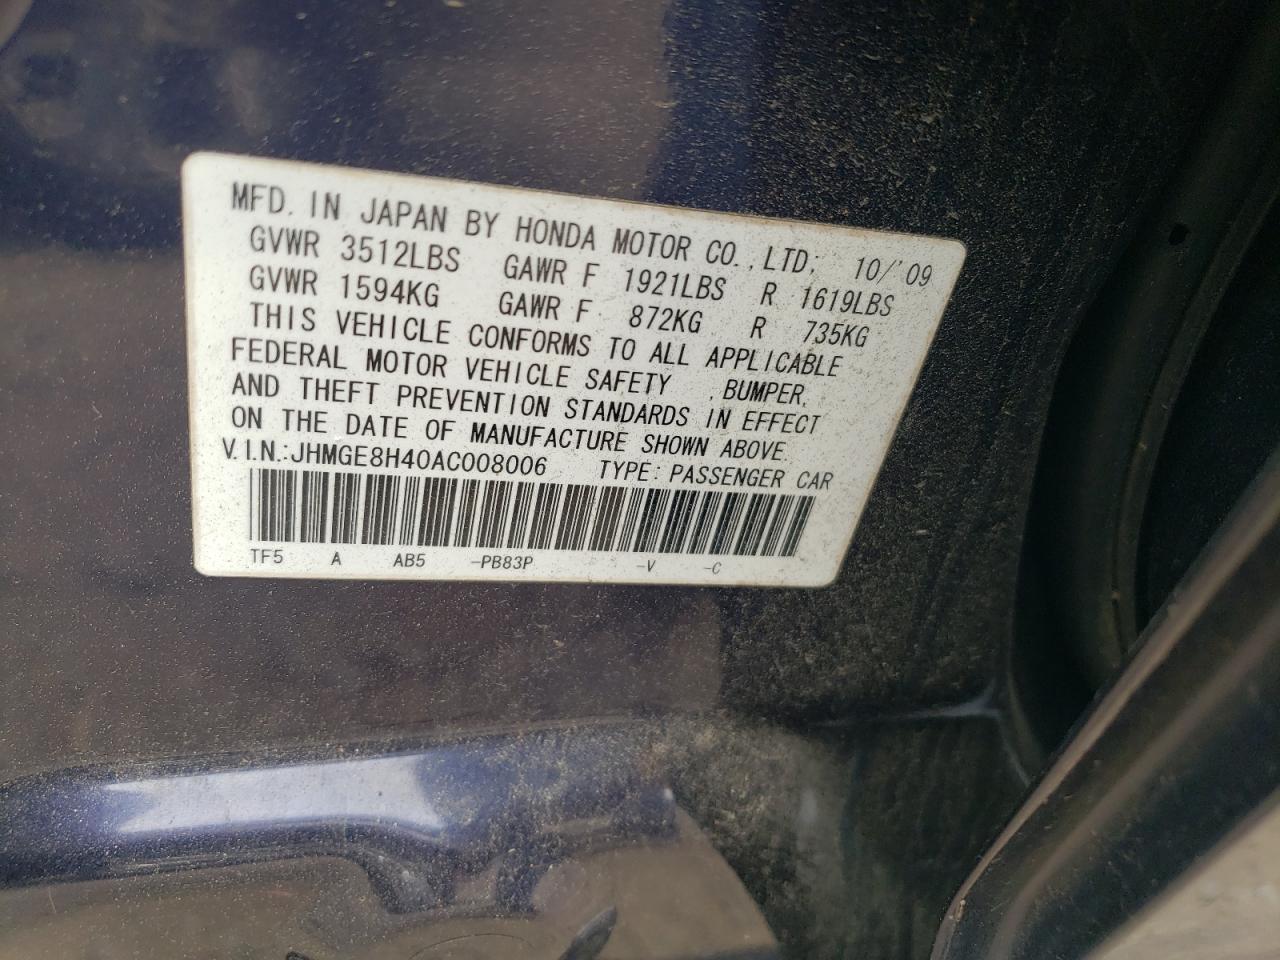 MFD. IN JAPAN BY HONDA MOTOR CO., LTD; 10/'09
GVWR 3512LBS GAWR F 1921LBS R 1619LBS
GVWR 1594KG GAWR F 872KG R 735KG
THIS VEHICLE CONFORMS TO ALL APPLICABLE
FEDERAL MOTOR VEHICLE SAFETY , BUMPER,
AND THEFT PREVENTION STANDARDS IN EFFECT
ON THE DATE OF MANUFACTURE SHOWN ABOVE.
V.I.N.:JHMGE8H40AC008006 TYPE:PASSENGER CAR
TF5 A AB5 -PB83P -V -C